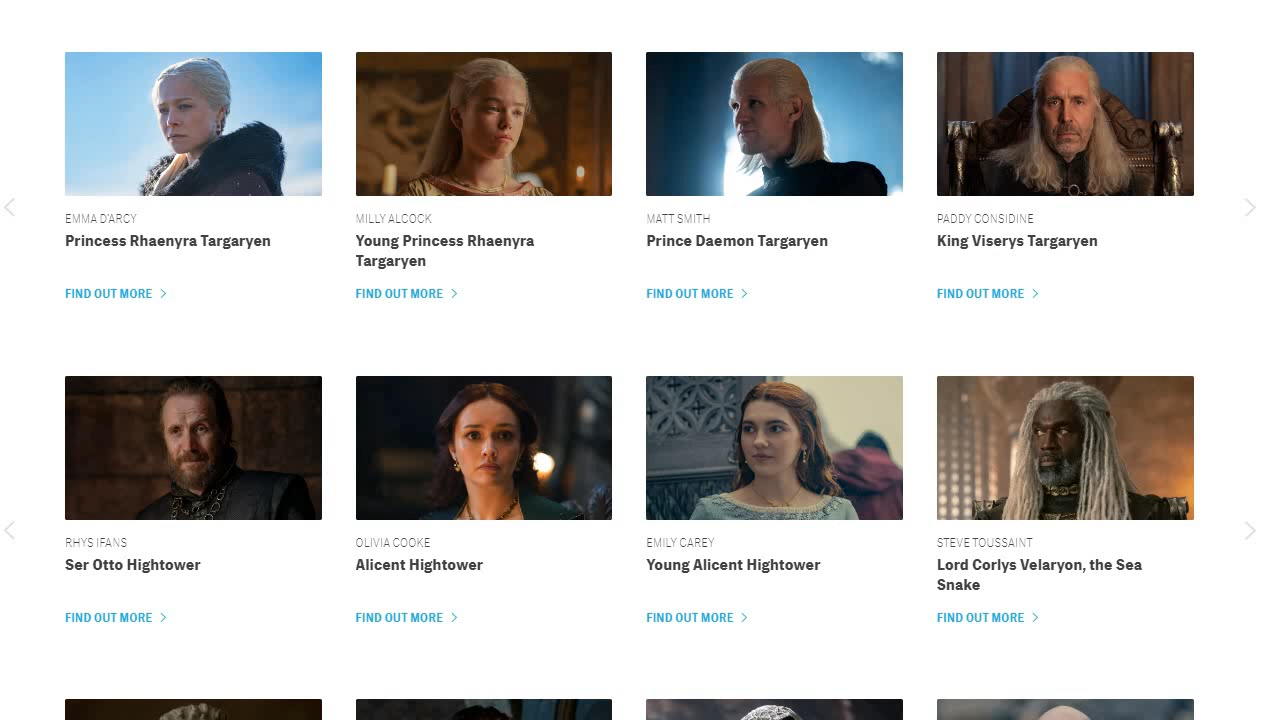 EMMA D'ARCY
Princess Rhaenyra Targaryen
FIND OUT MORE
MILLY ALCOCK
Young Princess Rhaenyra
Targaryen
FIND OUT MORE
MATT SMITH
Prince Daemon Targaryen
FIND OUT MORE
PADDY CONSIDINE
King Viserys Targaryen
FIND OUT MORE
RHYS IFANS
Ser Otto Hightower
FIND OUT MORE
OLIVIA COOKE
Alicent Hightower
FIND OUT MORE
EMILY CAREY
Young Alicent Hightower
FIND OUT MORE
STEVE TOUSSAINT
Lord Corlys Velaryon, the Sea
Snake
FIND OUT MORE